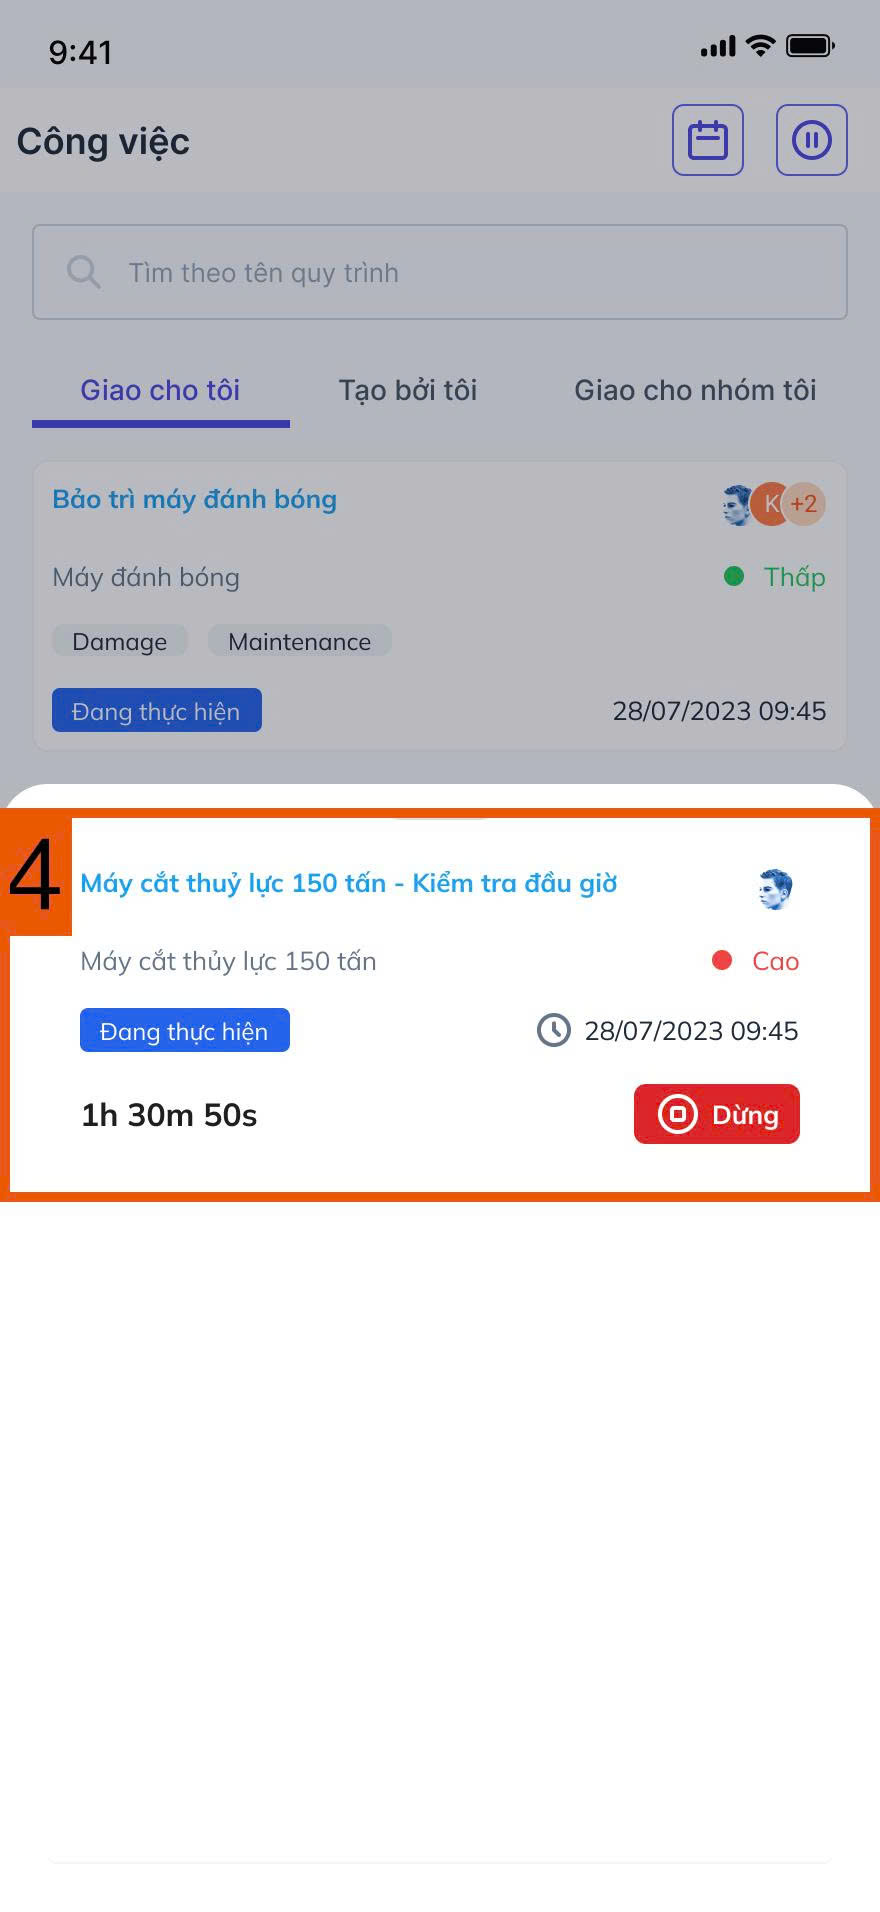 9:41
Công việc
Tìm theo tên quy trình
Giao cho tôi
Tạo bởi tôi
Giao cho nhóm tôi
Bảo trì máy đánh bóng
K +2
Máy đánh bóng
Thấp
Damage
Maintenance
Đang thực hiện
28/07/2023 09:45
4
Máy cắt thuỷ lực 150 tấn - Kiểm tra đầu giờ
Máy cắt thủy lực 150 tấn
Cao
Đang thực hiện
28/07/2023 09:45
1h 30m 50s
Dừng